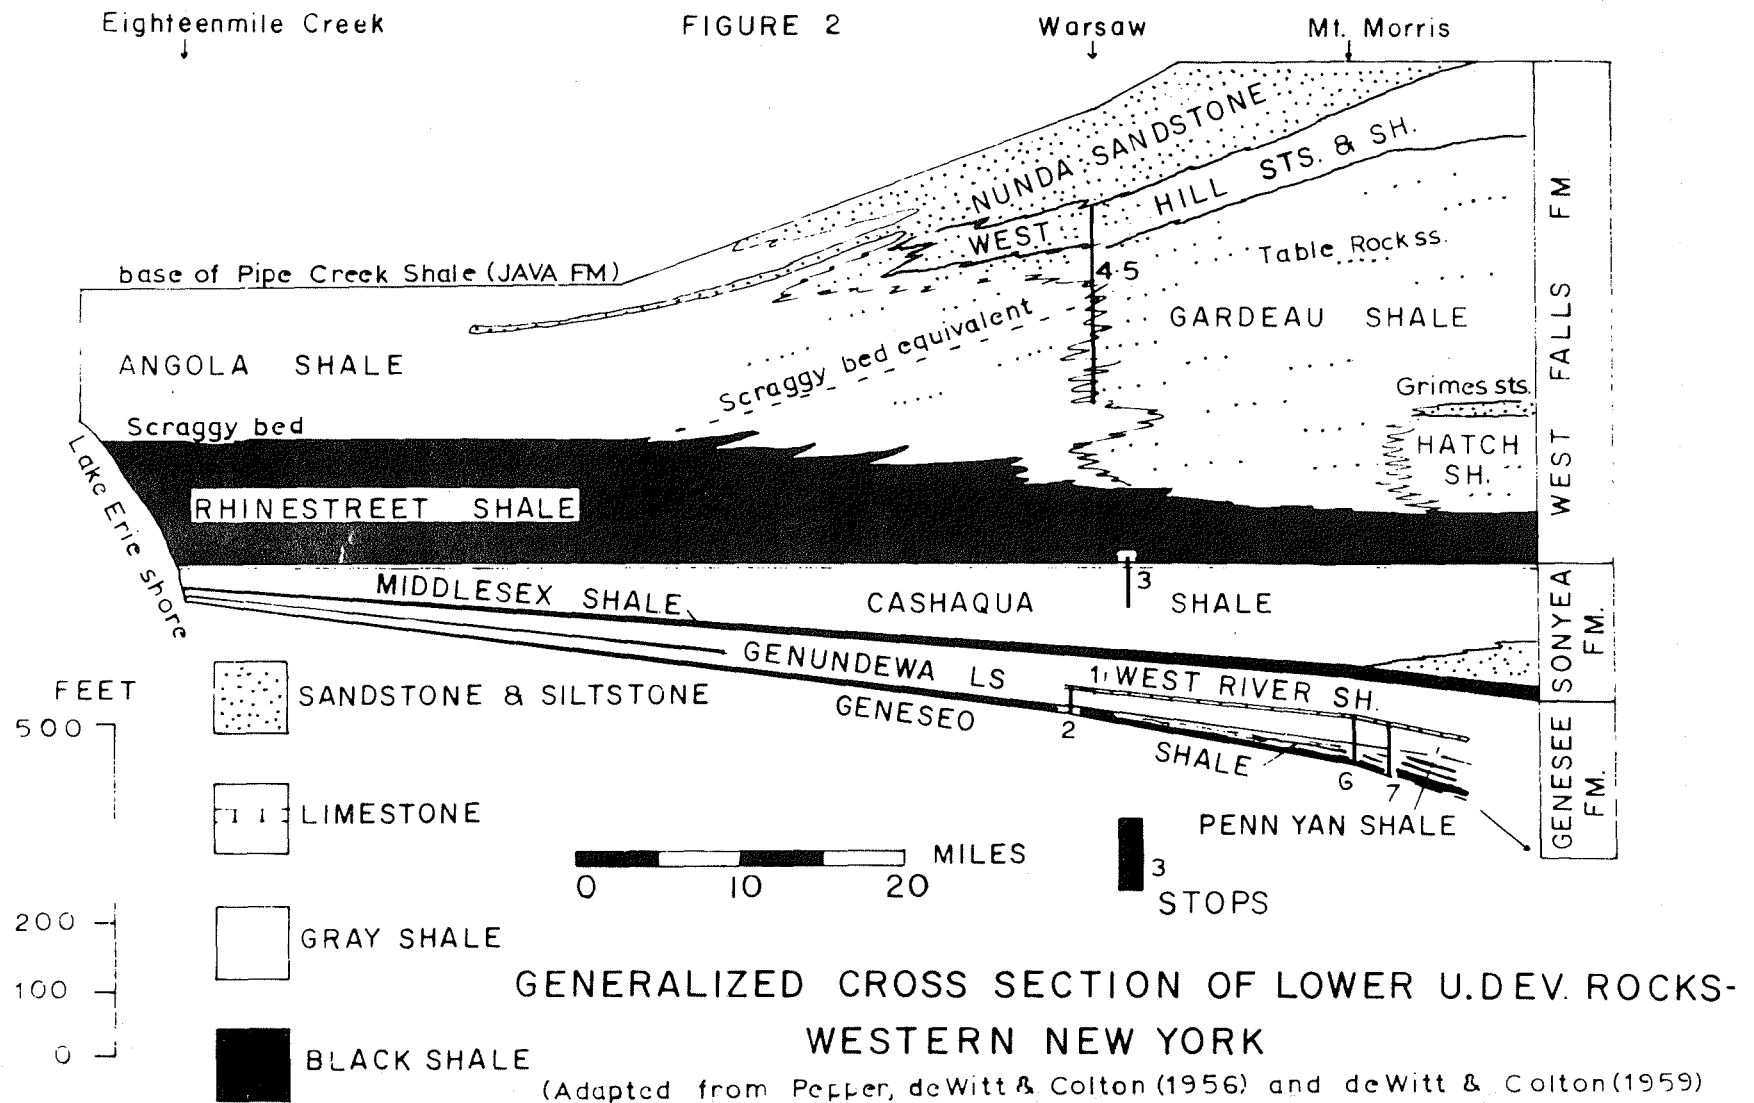 Eighteenmile Creek
FIGURE 2
Warsaw
Mt. Morris
NUNDA SANDSTONE
WEST HILL STS. & SH.
base of Pipe Creek Shale (JAVA FM)
Table Rock ss.
4·5
GARDEAU SHALE
Scraggy bed equivalent
ANGOLA SHALE
Grimes sts.
Scraggy bed
HATCH
SH.
WEST FALLS FM
Lake Erie shore
RHINESTREET SHALE
MIDDLESEX SHALE
CASHAQUA SHALE
3
SONYEA
FM.
GENUNDEWA LS
1
WEST RIVER SH.
GENESEO SHALE
2
6
7
PENN YAN SHALE
GENESEE
FM.
FEET
500
200
100
0
SANDSTONE & SILTSTONE
LIMESTONE
GRAY SHALE
BLACK SHALE
MILES
0 10 20
3
STOPS
GENERALIZED CROSS SECTION OF LOWER U.DEV. ROCKS-
WESTERN NEW YORK
(Adapted from Pepper, deWitt & Colton (1956) and deWitt & Colton (1959)